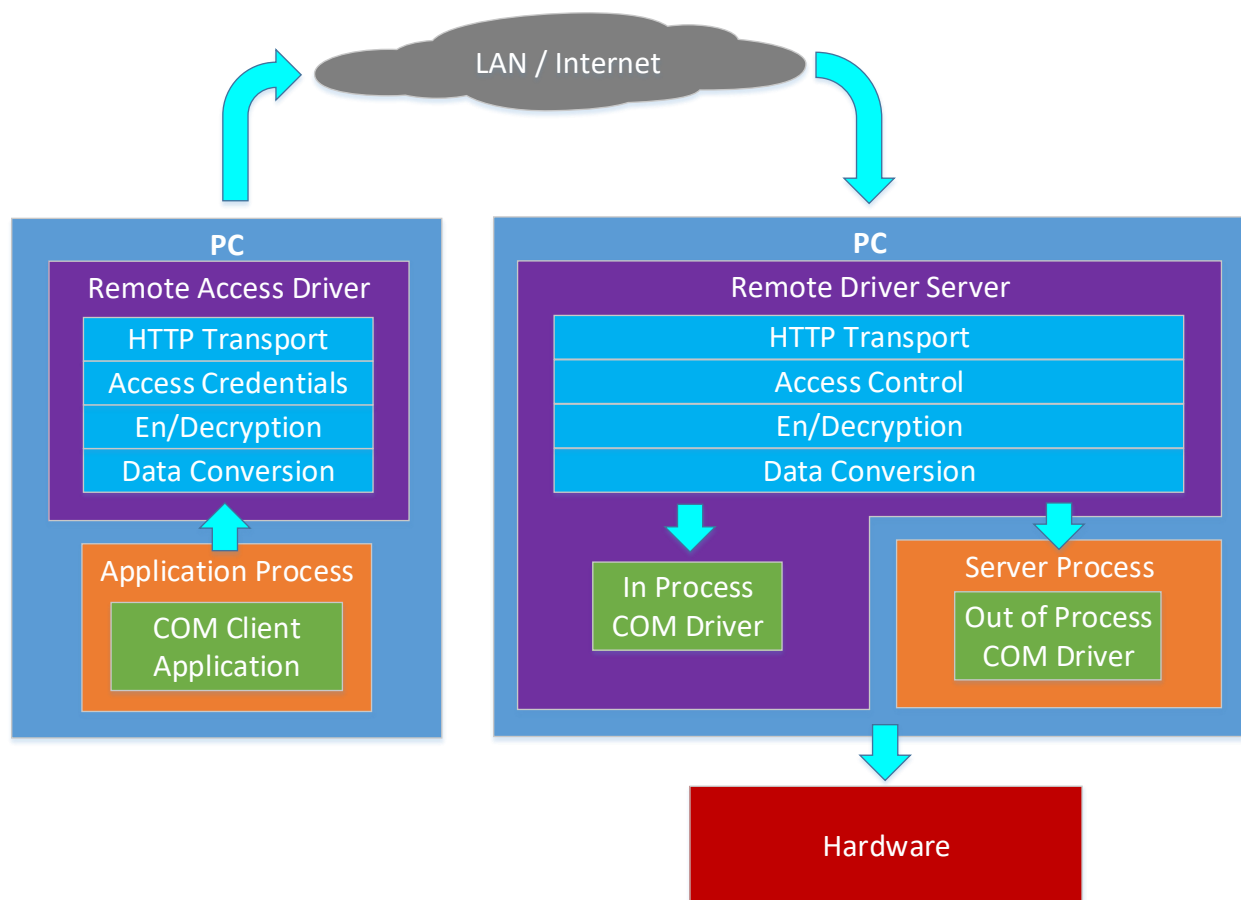 LAN / Internet
PC
Remote Access Driver
HTTP Transport
Access Credentials
En/Decryption
Data Conversion
Application Process
COM Client
Application
PC
Remote Driver Server
HTTP Transport
Access Control
En/Decryption
Data Conversion
In Process
COM Driver
Server Process
Out of Process
COM Driver
Hardware